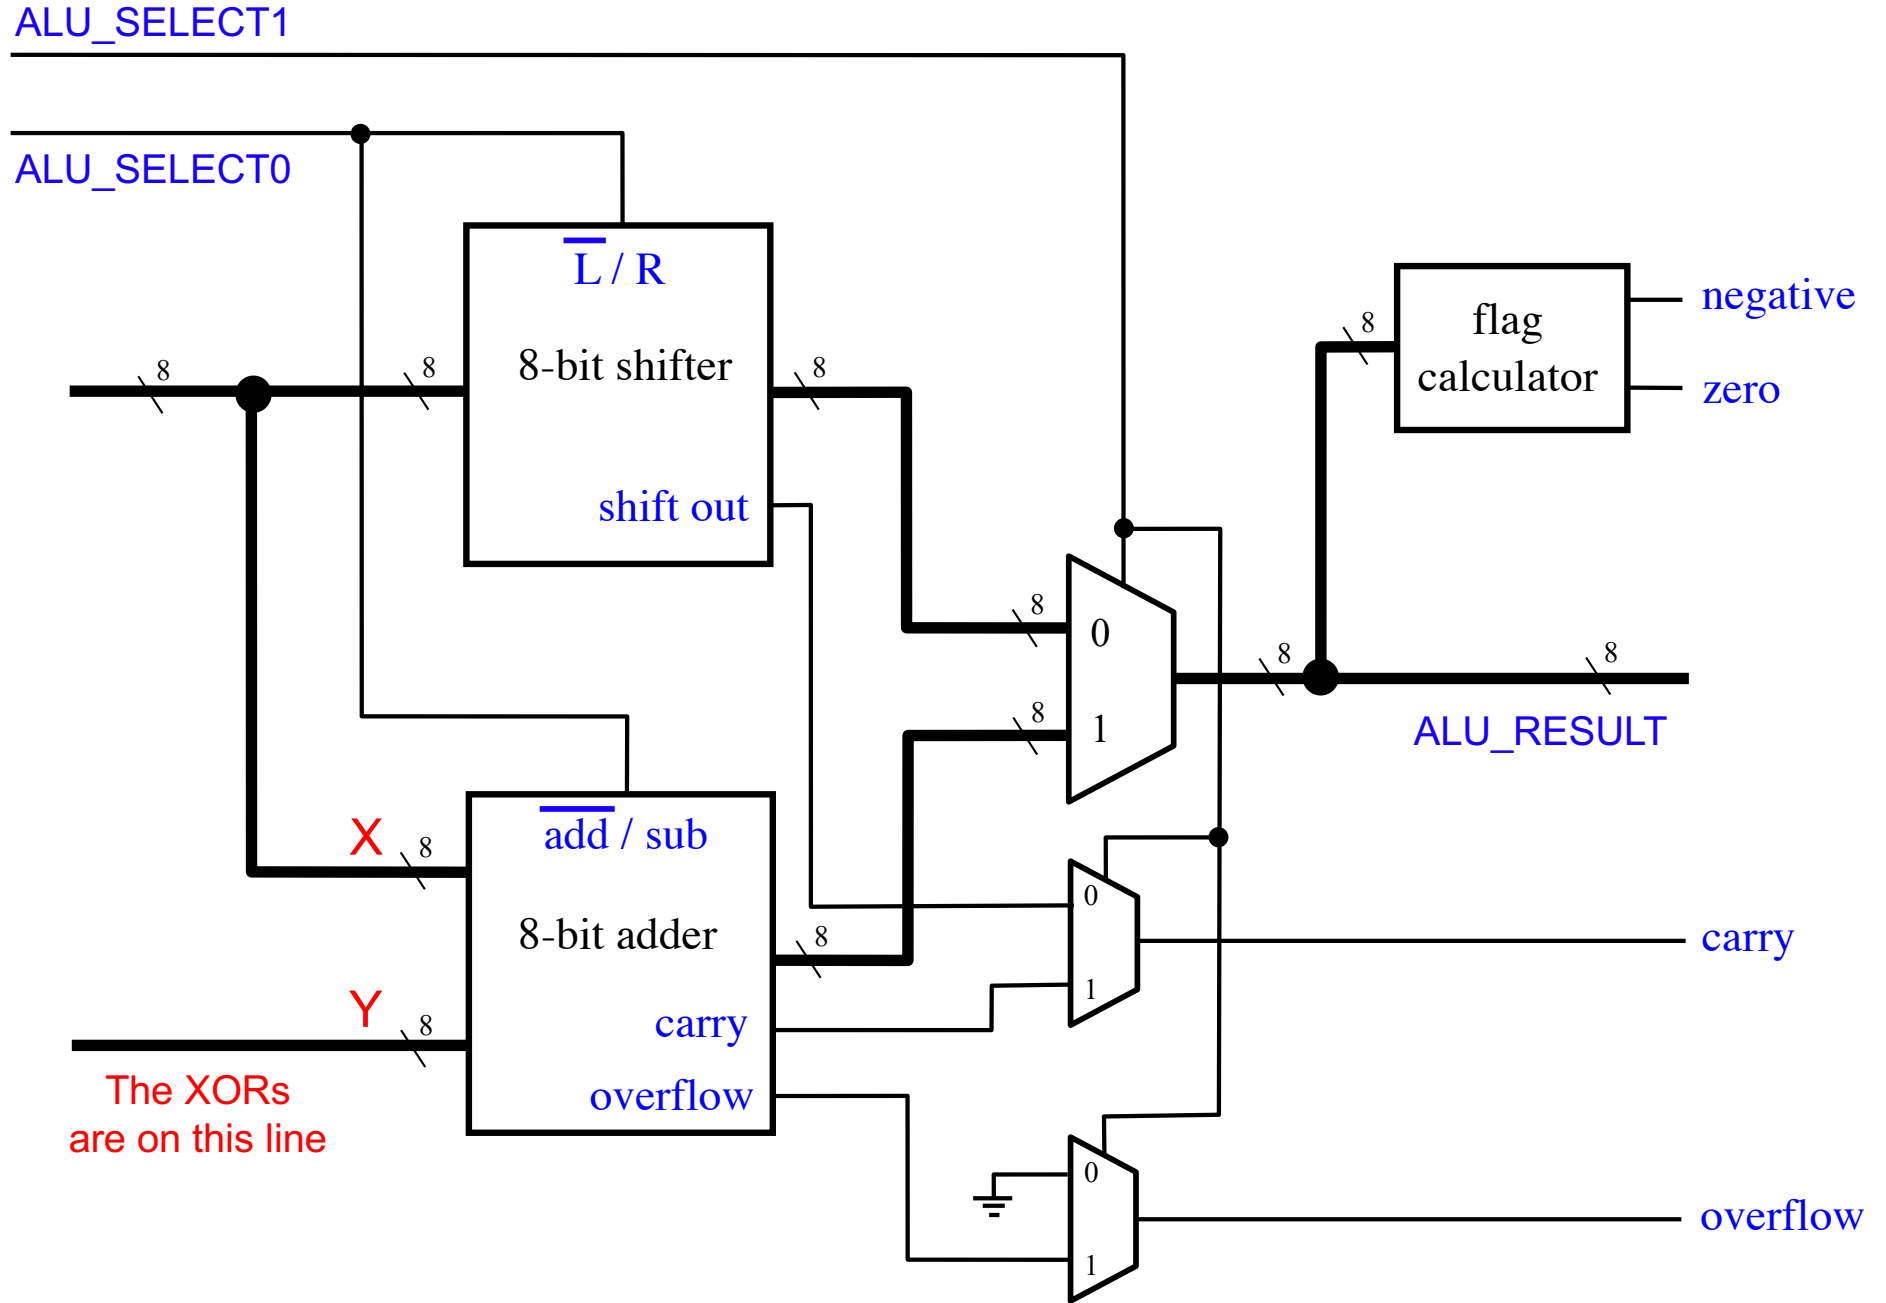 ALU_SELECT1
ALU_SELECT0
L / R
8-bit shifter
shift out
8
8
8
flag
calculator
8
negative
zero
0
1
8
8
8
8
ALU_RESULT
add / sub
8-bit adder
carry
overflow
X
8
Y
8
8
The XORs
are on this line
0
1
carry
0
1
overflow